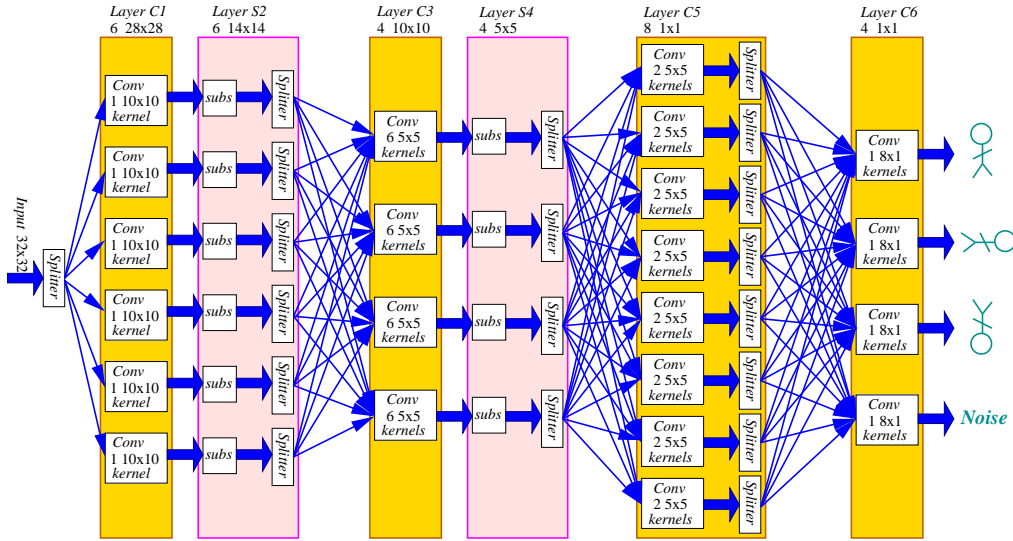 Layer C1
6 28x28
Layer S2
6 14x14
Layer C3
4 10x10
Layer S4
4 5x5
Layer C5
8 1x1
Layer C6
4 1x1
Input 32x32
Splitter
Conv
1 10x10
kernel
Conv
1 10x10
kernel
Conv
1 10x10
kernel
Conv
1 10x10
kernel
Conv
1 10x10
kernel
Conv
1 10x10
kernel
subs
Splitter
subs
Splitter
subs
Splitter
subs
Splitter
subs
Splitter
subs
Splitter
Conv
6 5x5
kernels
Conv
6 5x5
kernels
Conv
6 5x5
kernels
Conv
6 5x5
kernels
subs
Splitter
subs
Splitter
subs
Splitter
subs
Splitter
Conv
2 5x5
kernels
Splitter
Conv
2 5x5
kernels
Splitter
Conv
2 5x5
kernels
Splitter
Conv
2 5x5
kernels
Splitter
Conv
2 5x5
kernels
Splitter
Conv
2 5x5
kernels
Splitter
Conv
2 5x5
kernels
Splitter
Conv
2 5x5
kernels
Splitter
Conv
1 8x1
kernels
Conv
1 8x1
kernels
Conv
1 8x1
kernels
Conv
1 8x1
kernels
Noise